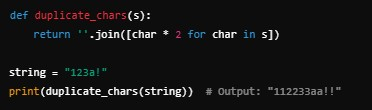 def duplicate_chars(s):
    return ''.join([char * 2 for char in s])
string = "123a!"
print(duplicate_chars(string))  # Output: "112233aa!!"